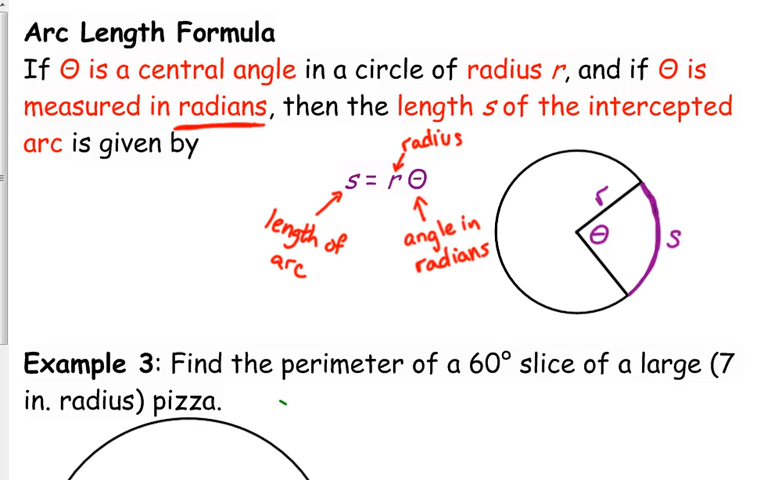 Arc Length Formula
If Θ is a central angle in a circle of radius r, and if Θ is
measured in radians, then the length s of the intercepted
arc is given by
radius
s = r Θ
length of
arc
angle in
radians
r
Θ
s
Example 3: Find the perimeter of a 60° slice of a large (7
in. radius) pizza.